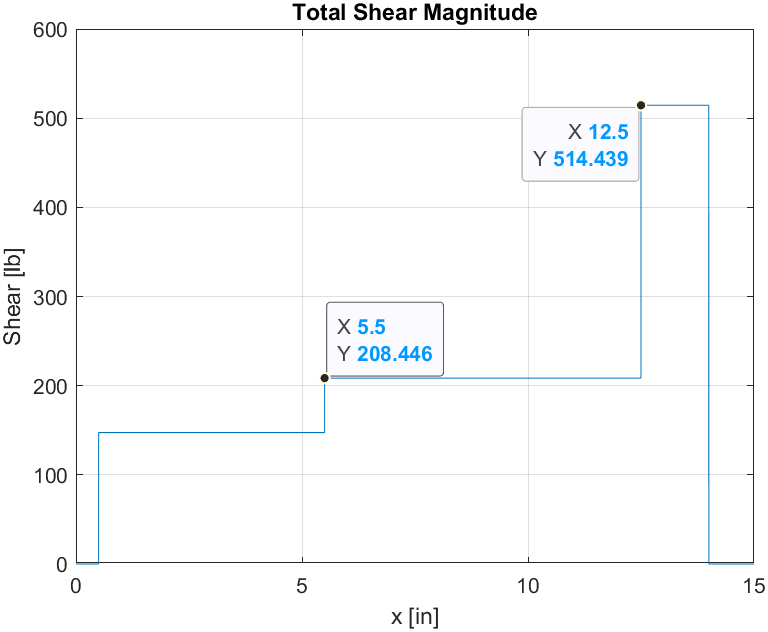 Total Shear Magnitude
600
500
400
300
200
100
0
Shear [lb]
X 12.5
Y 514.439
X 5.5
Y 208.446
0
5
10
15
x [in]